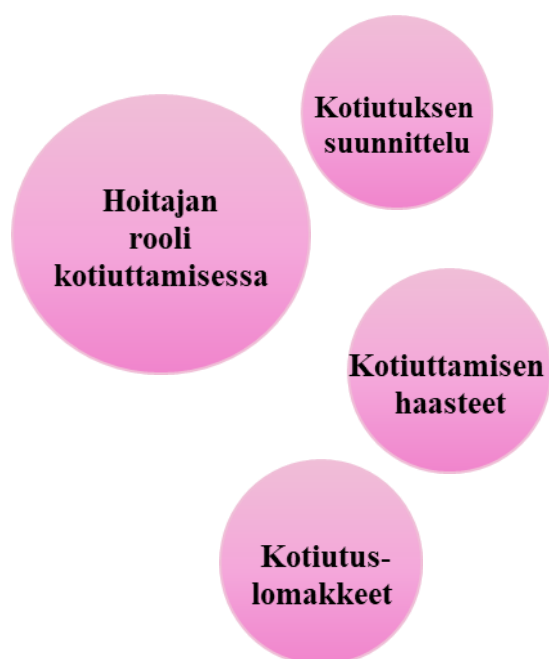 Kotiutuksen
suunnittelu
Hoitajan
rooli
kotiuttamisessa
Kotiuttamisen
haasteet
Kotiutus-
lomakkeet